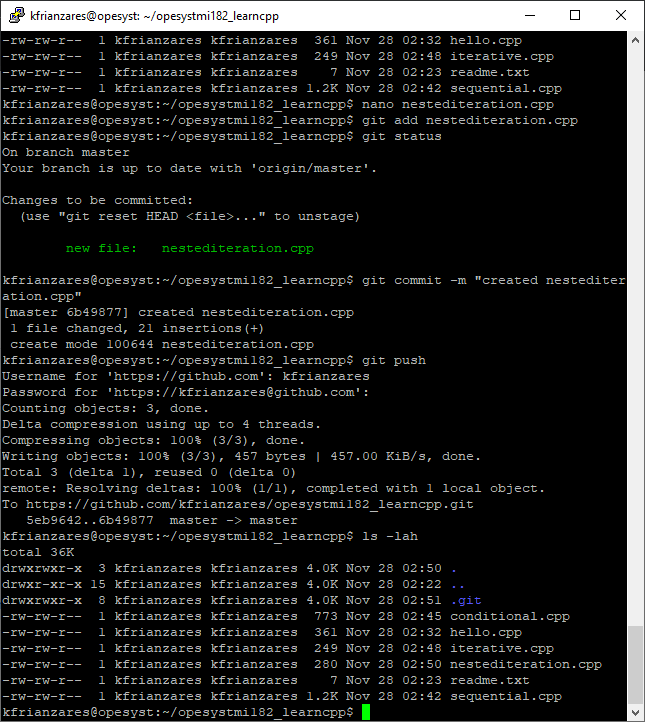 kfrianzares@opesyst: ~/opesystmi182_learncpp
-rw-rw-r--  1 kfrianzares kfrianzares  361 Nov 28 02:32 hello.cpp
-rw-rw-r--  1 kfrianzares kfrianzares  249 Nov 28 02:48 iterative.cpp
-rw-rw-r--  1 kfrianzares kfrianzares    7 Nov 28 02:23 readme.txt
-rw-rw-r--  1 kfrianzares kfrianzares 1.2K Nov 28 02:42 sequential.cpp
kfrianzares@opesyst:~/opesystmi182_learncpp$ nano nestediteration.cpp
kfrianzares@opesyst:~/opesystmi182_learncpp$ git add nestediteration.cpp
kfrianzares@opesyst:~/opesystmi182_learncpp$ git status
On branch master
Your branch is up to date with 'origin/master'.
Changes to be committed:
  (use "git reset HEAD <file>..." to unstage)
        new file:   nestediteration.cpp
kfrianzares@opesyst:~/opesystmi182_learncpp$ git commit -m "created nestediter
ation.cpp"
[master 6b49877] created nestediteration.cpp
 1 file changed, 21 insertions(+)
 create mode 100644 nestediteration.cpp
kfrianzares@opesyst:~/opesystmi182_learncpp$ git push
Username for 'https://github.com': kfrianzares
Password for 'https://kfrianzares@github.com':
Counting objects: 3, done.
Delta compression using up to 4 threads.
Compressing objects: 100% (3/3), done.
Writing objects: 100% (3/3), 457 bytes | 457.00 KiB/s, done.
Total 3 (delta 1), reused 0 (delta 0)
remote: Resolving deltas: 100% (1/1), completed with 1 local object.
To https://github.com/kfrianzares/opesystmi182_learncpp.git
   5eb9642..6b49877  master -> master
kfrianzares@opesyst:~/opesystmi182_learncpp$ ls -lah
total 36K
drwxrwxr-x  3 kfrianzares kfrianzares 4.0K Nov 28 02:50 .
drwxr-xr-x 15 kfrianzares kfrianzares 4.0K Nov 28 02:22 ..
drwxrwxr-x  8 kfrianzares kfrianzares 4.0K Nov 28 02:51 .git
-rw-rw-r--  1 kfrianzares kfrianzares  773 Nov 28 02:45 conditional.cpp
-rw-rw-r--  1 kfrianzares kfrianzares  361 Nov 28 02:32 hello.cpp
-rw-rw-r--  1 kfrianzares kfrianzares  249 Nov 28 02:48 iterative.cpp
-rw-rw-r--  1 kfrianzares kfrianzares  280 Nov 28 02:50 nestediteration.cpp
-rw-rw-r--  1 kfrianzares kfrianzares    7 Nov 28 02:23 readme.txt
-rw-rw-r--  1 kfrianzares kfrianzares 1.2K Nov 28 02:42 sequential.cpp
kfrianzares@opesyst:~/opesystmi182_learncpp$